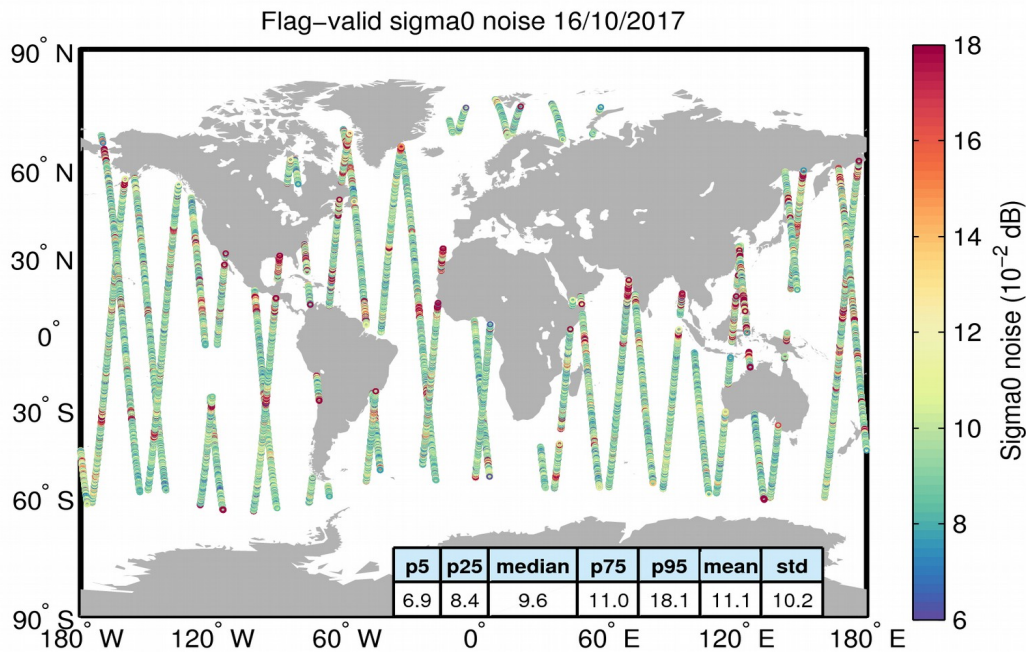 Flag−valid sigma0 noise 16/10/2017
90° N
60° N
30° N
0°
30° S
60° S
90° S
180° W
120° W
60° W
0°
60° E
120° E
180° E
p5 p25 median p75 p95 mean std
6.9 8.4 9.6 11.0 18.1 11.1 10.2
18
16
14
12
10
8
6
Sigma0 noise (10⁻² dB)